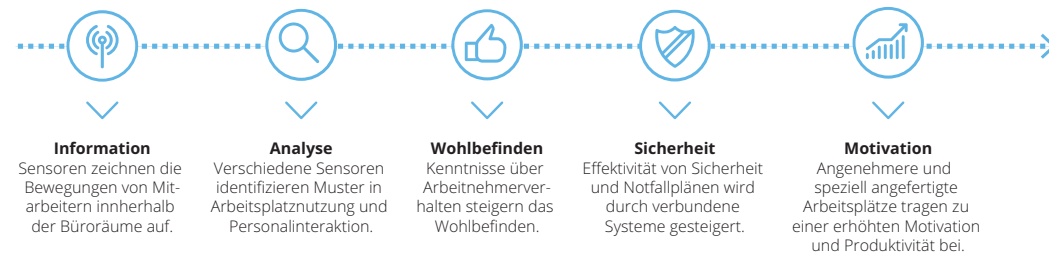 Information
Sensoren zeichnen die
Bewegungen von Mit-
arbeitern innherhalb
der Büroräume auf.
Analyse
Verschiedene Sensoren
identifizieren Muster in
Arbeitsplatznutzung und
Personalinteraktion.
Wohlbefinden
Kenntnisse über
Arbeitnehmerver-
halten steigern das
Wohlbefinden.
Sicherheit
Effektivität von Sicherheit
und Notfallplänen wird
durch verbundene
Systeme gesteigert.
Motivation
Angenehmere und
speziell angefertigte
Arbeitsplätze tragen zu
einer erhöhten Motivation
und Produktivität bei.